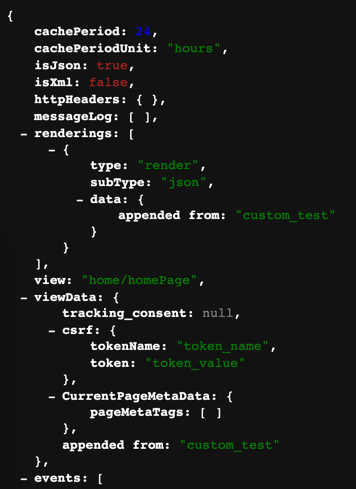 {
cachePeriod: 24,
cachePeriodUnit: "hours",
isJson: true,
isXml: false,
httpHeaders: { },
messageLog: [ ],
– renderings: [
– {
type: "render",
subType: "json",
– data: {
appended from: "custom_test"
}
}
],
view: "home/homePage",
– viewData: {
tracking_consent: null,
– csrf: {
tokenName: "token_name",
token: "token_value"
},
– CurrentPageMetaData: {
pageMetaTags: [ ]
},
appended from: "custom_test"
},
– events: [